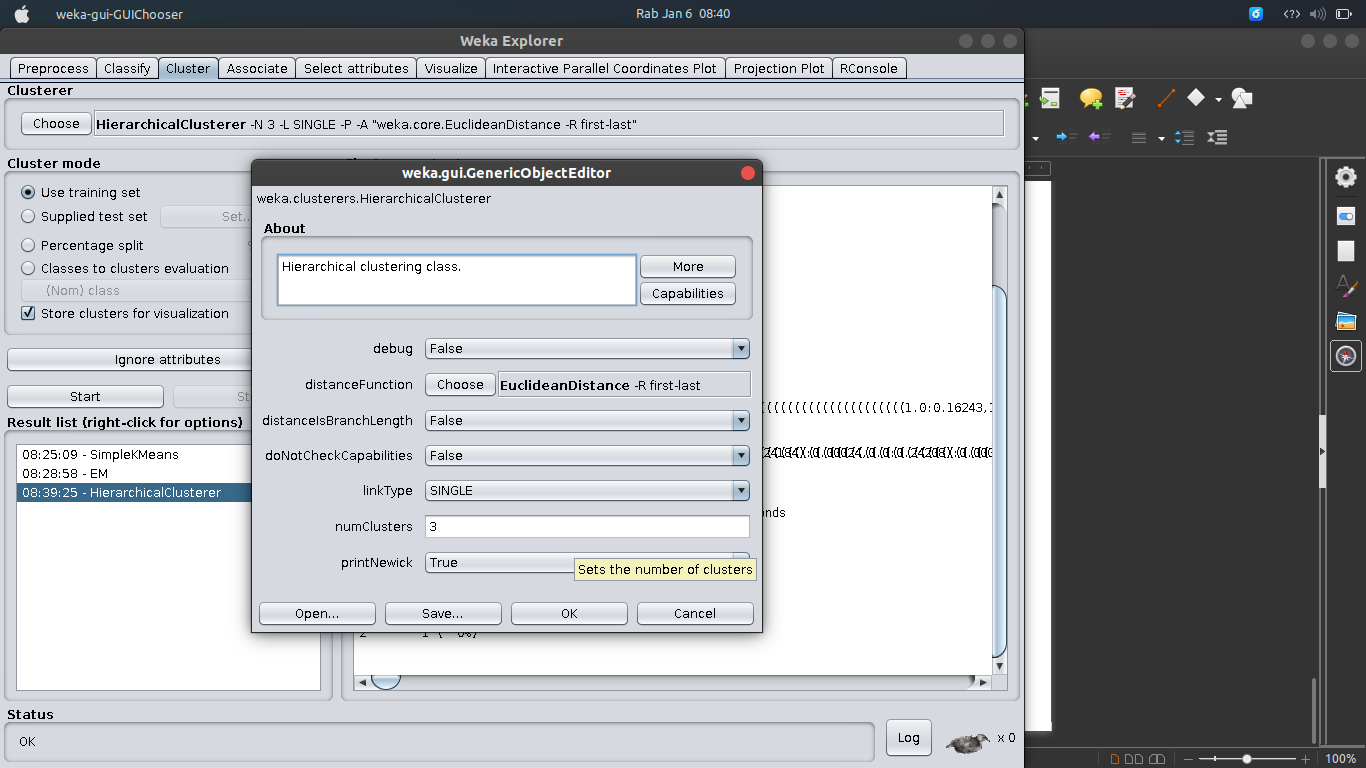 weka-gui-GUIChooser
Rab Jan 6 08:40
Weka Explorer
Preprocess
Classify
Cluster
Associate
Select attributes
Visualize
Interactive Parallel Coordinates Plot
Projection Plot
RConsole
Clusterer
Choose
HierarchicalClusterer -N 3 -L SINGLE -P -A "weka.core.EuclideanDistance -R first-last"
Cluster mode
Use training set
Supplied test set
Set...
Percentage split
Classes to clusters evaluation
(Nom) class
Store clusters for visualization
Ignore attributes
Start
Result list (right-click for options)
08:25:09 - SimpleKMeans
08:28:58 - EM
08:39:25 - HierarchicalClusterer
weka.gui.GenericObjectEditor
weka.clusterers.HierarchicalClusterer
About
Hierarchical clustering class.
More
Capabilities
debug
False
distanceFunction
Choose
EuclideanDistance -R first-last
distanceIsBranchLength
False
doNotCheckCapabilities
False
linkType
SINGLE
numClusters
3
printNewick
True
Sets the number of clusters
Open...
Save...
OK
Cancel
((((((((((((((((((((1.0:0.16243,
nds
2 1 ( 0%)
Status
OK
Log
x 0
100%